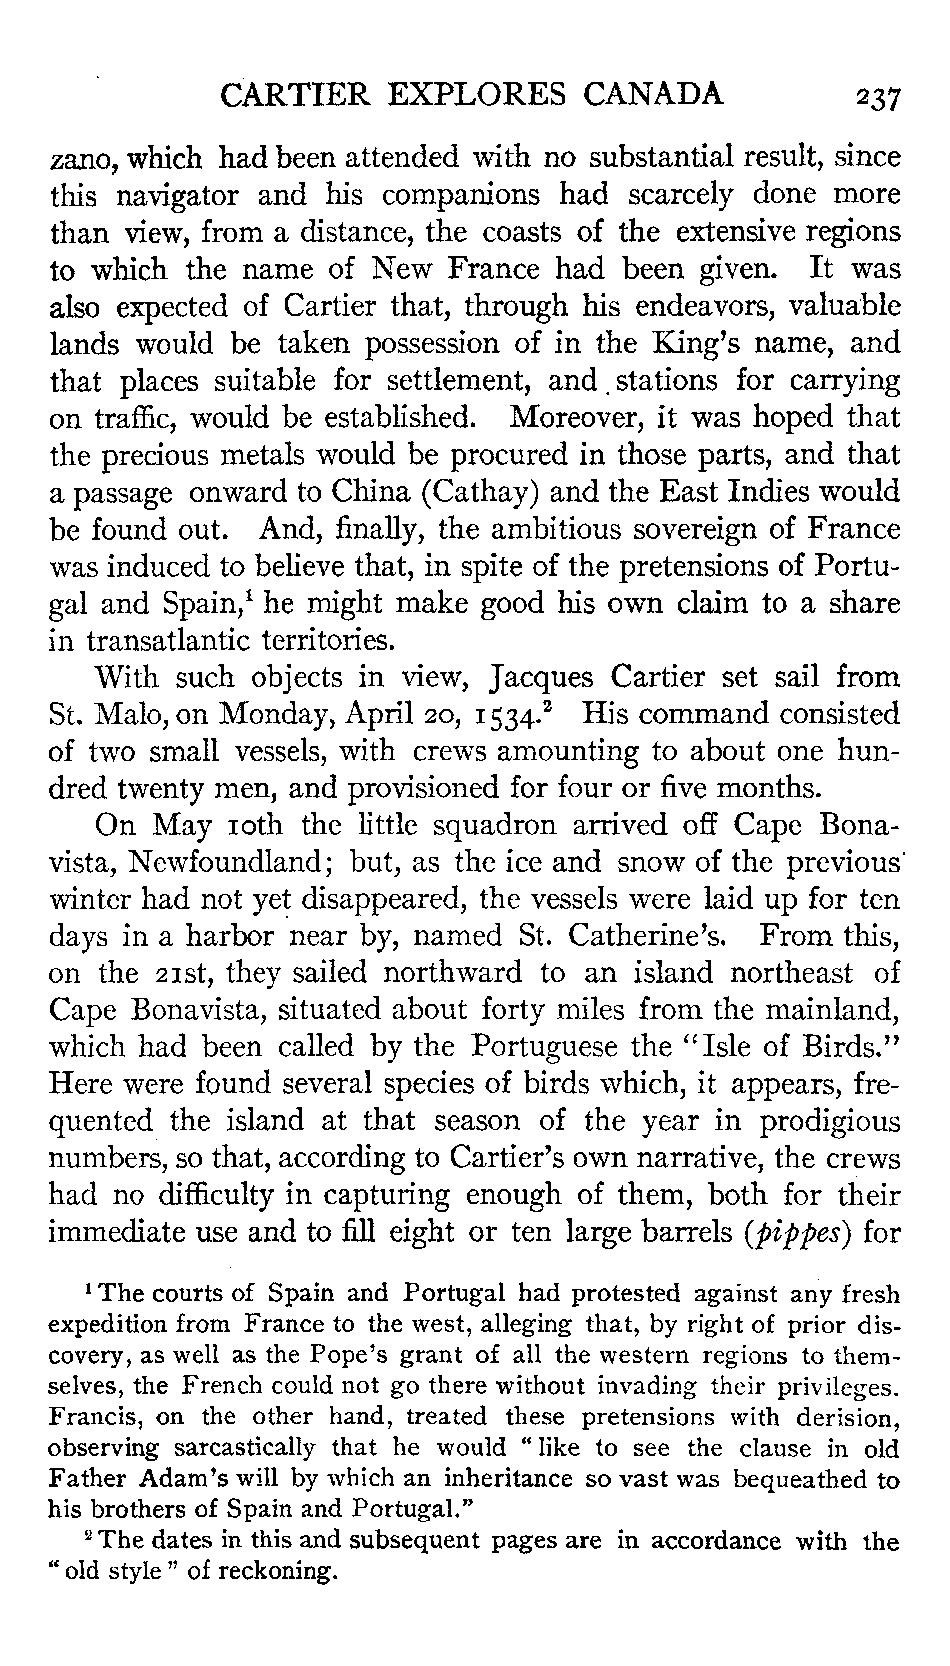 CARTIER EXPLORES CANADA 237
zano, which had been attended with no substantial result, since
this navigator and his companions had scarcely done more
than view, from a distance, the coasts of the extensive regions
to which the name of New France had been given. It was
also expected of Cartier that, through his endeavors, valuable
lands would be taken possession of in the King's name, and
that places suitable for settlement, and stations for carrying
on traffic, would be established. Moreover, it was hoped that
the precious metals would be procured in those parts, and that
a passage onward to China (Cathay) and the East Indies would
be found out. And, finally, the ambitious sovereign of France
was induced to believe that, in spite of the pretensions of Portu-
gal and Spain,¹ he might make good his own claim to a share
in transatlantic territories.
With such objects in view, Jacques Cartier set sail from
St. Malo, on Monday, April 20, 1534.² His command consisted
of two small vessels, with crews amounting to about one hun-
dred twenty men, and provisioned for four or five months.
On May 10th the little squadron arrived off Cape Bona-
vista, Newfoundland; but, as the ice and snow of the previous
winter had not yet disappeared, the vessels were laid up for ten
days in a harbor near by, named St. Catherine's. From this,
on the 21st, they sailed northward to an island northeast of
Cape Bonavista, situated about forty miles from the mainland,
which had been called by the Portuguese the "Isle of Birds."
Here were found several species of birds which, it appears, fre-
quented the island at that season of the year in prodigious
numbers, so that, according to Cartier's own narrative, the crews
had no difficulty in capturing enough of them, both for their
immediate use and to fill eight or ten large barrels (pippes) for
¹ The courts of Spain and Portugal had protested against any fresh
expedition from France to the west, alleging that, by right of prior dis-
covery, as well as the Pope's grant of all the western regions to them-
selves, the French could not go there without invading their privileges.
Francis, on the other hand, treated these pretensions with derision,
observing sarcastically that he would "like to see the clause in old
Father Adam's will by which an inheritance so vast was bequeathed to
his brothers of Spain and Portugal."
² The dates in this and subsequent pages are in accordance with the
"old style" of reckoning.